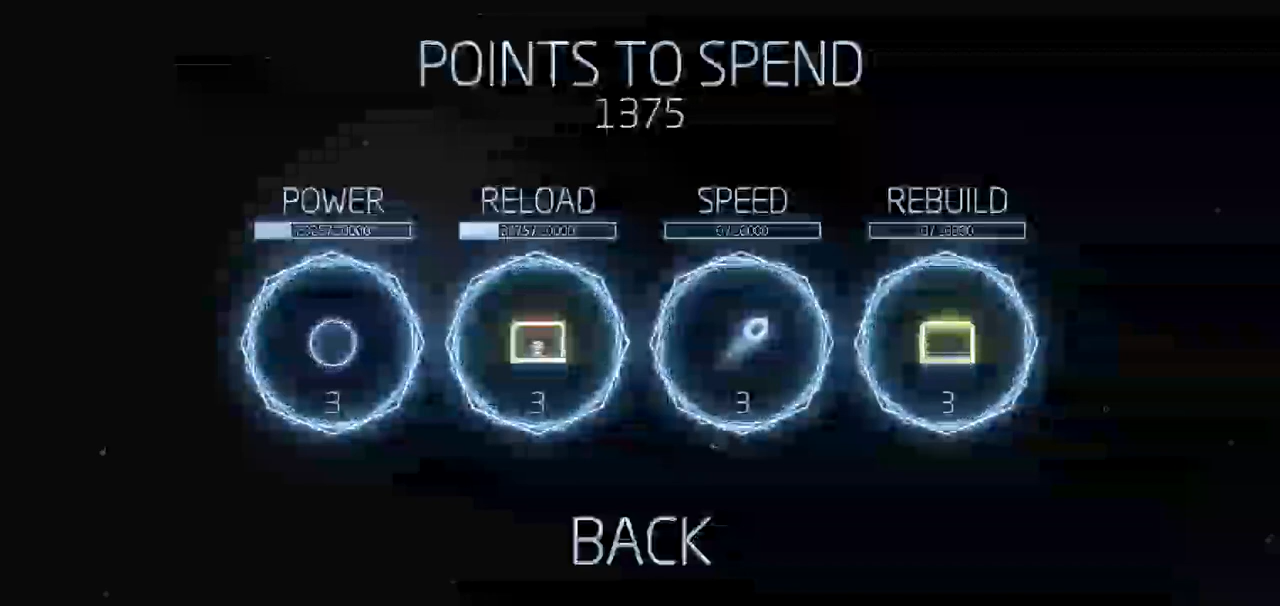 POINTS TO SPEND
1375
POWER RELOAD SPEED REBUILD
3 3 3 3
BACK